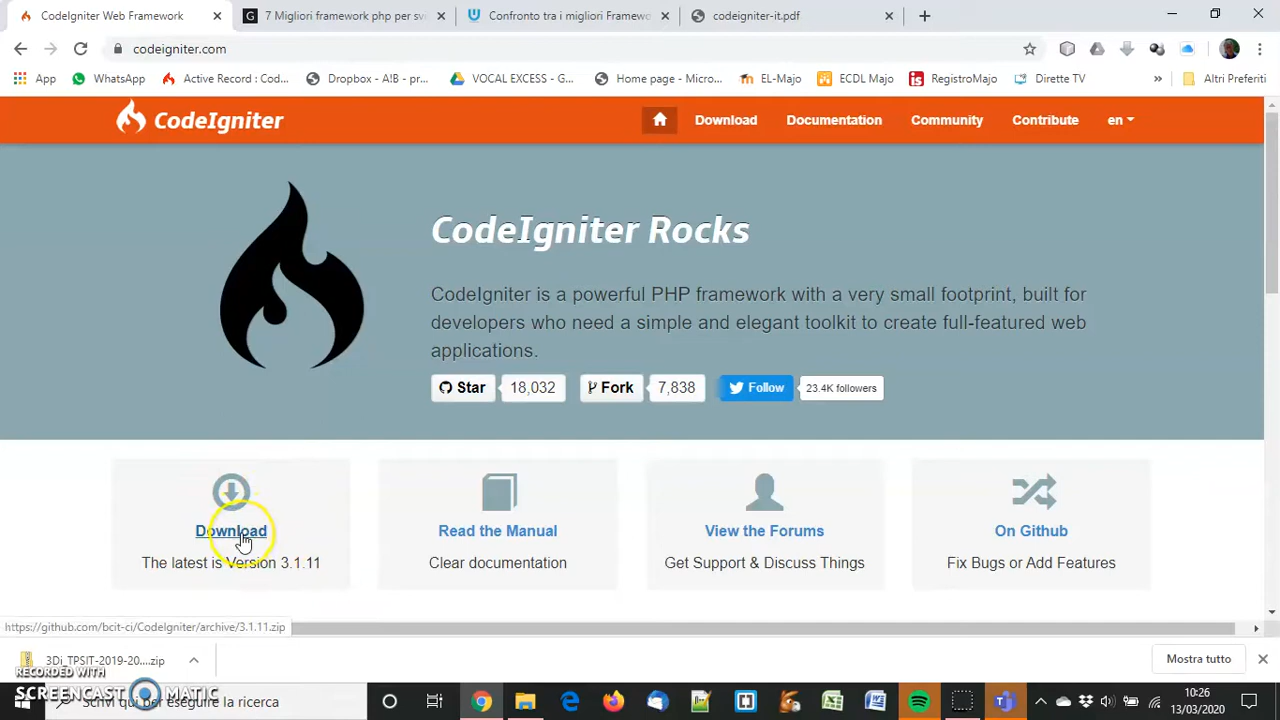 CodeIgniter Web Framework
7 Migliori framework php per sv
Confronto tra i migliori Framewo
codeigniter-it.pdf
codeigniter.com
App
WhatsApp
Active Record : Cod...
Dropbox - AIB - pr...
VOCAL EXCESS - G...
Home page - Micro...
EL-Majo
ECDL Majo
RegistroMajo
Dirette TV
»
Altri Preferiti
CodeIgniter
Download
Documentation
Community
Contribute
en
CodeIgniter Rocks
CodeIgniter is a powerful PHP framework with a very small footprint, built for
developers who need a simple and elegant toolkit to create full-featured web
applications.
Star
18,032
Fork
7,838
Follow
23.4K followers
Download
The latest is Version 3.1.11
Read the Manual
Clear documentation
View the Forums
Get Support & Discuss Things
On Github
Fix Bugs or Add Features
https://github.com/bcit-ci/CodeIgniter/archive/3.1.11.zip
3Di_TPSIT-2019-20....zip
Mostra tutto
RECORDED WITH
SCREENCAST MATIC
Scrivi qui per eseguire la ricerca
10:26
13/03/2020